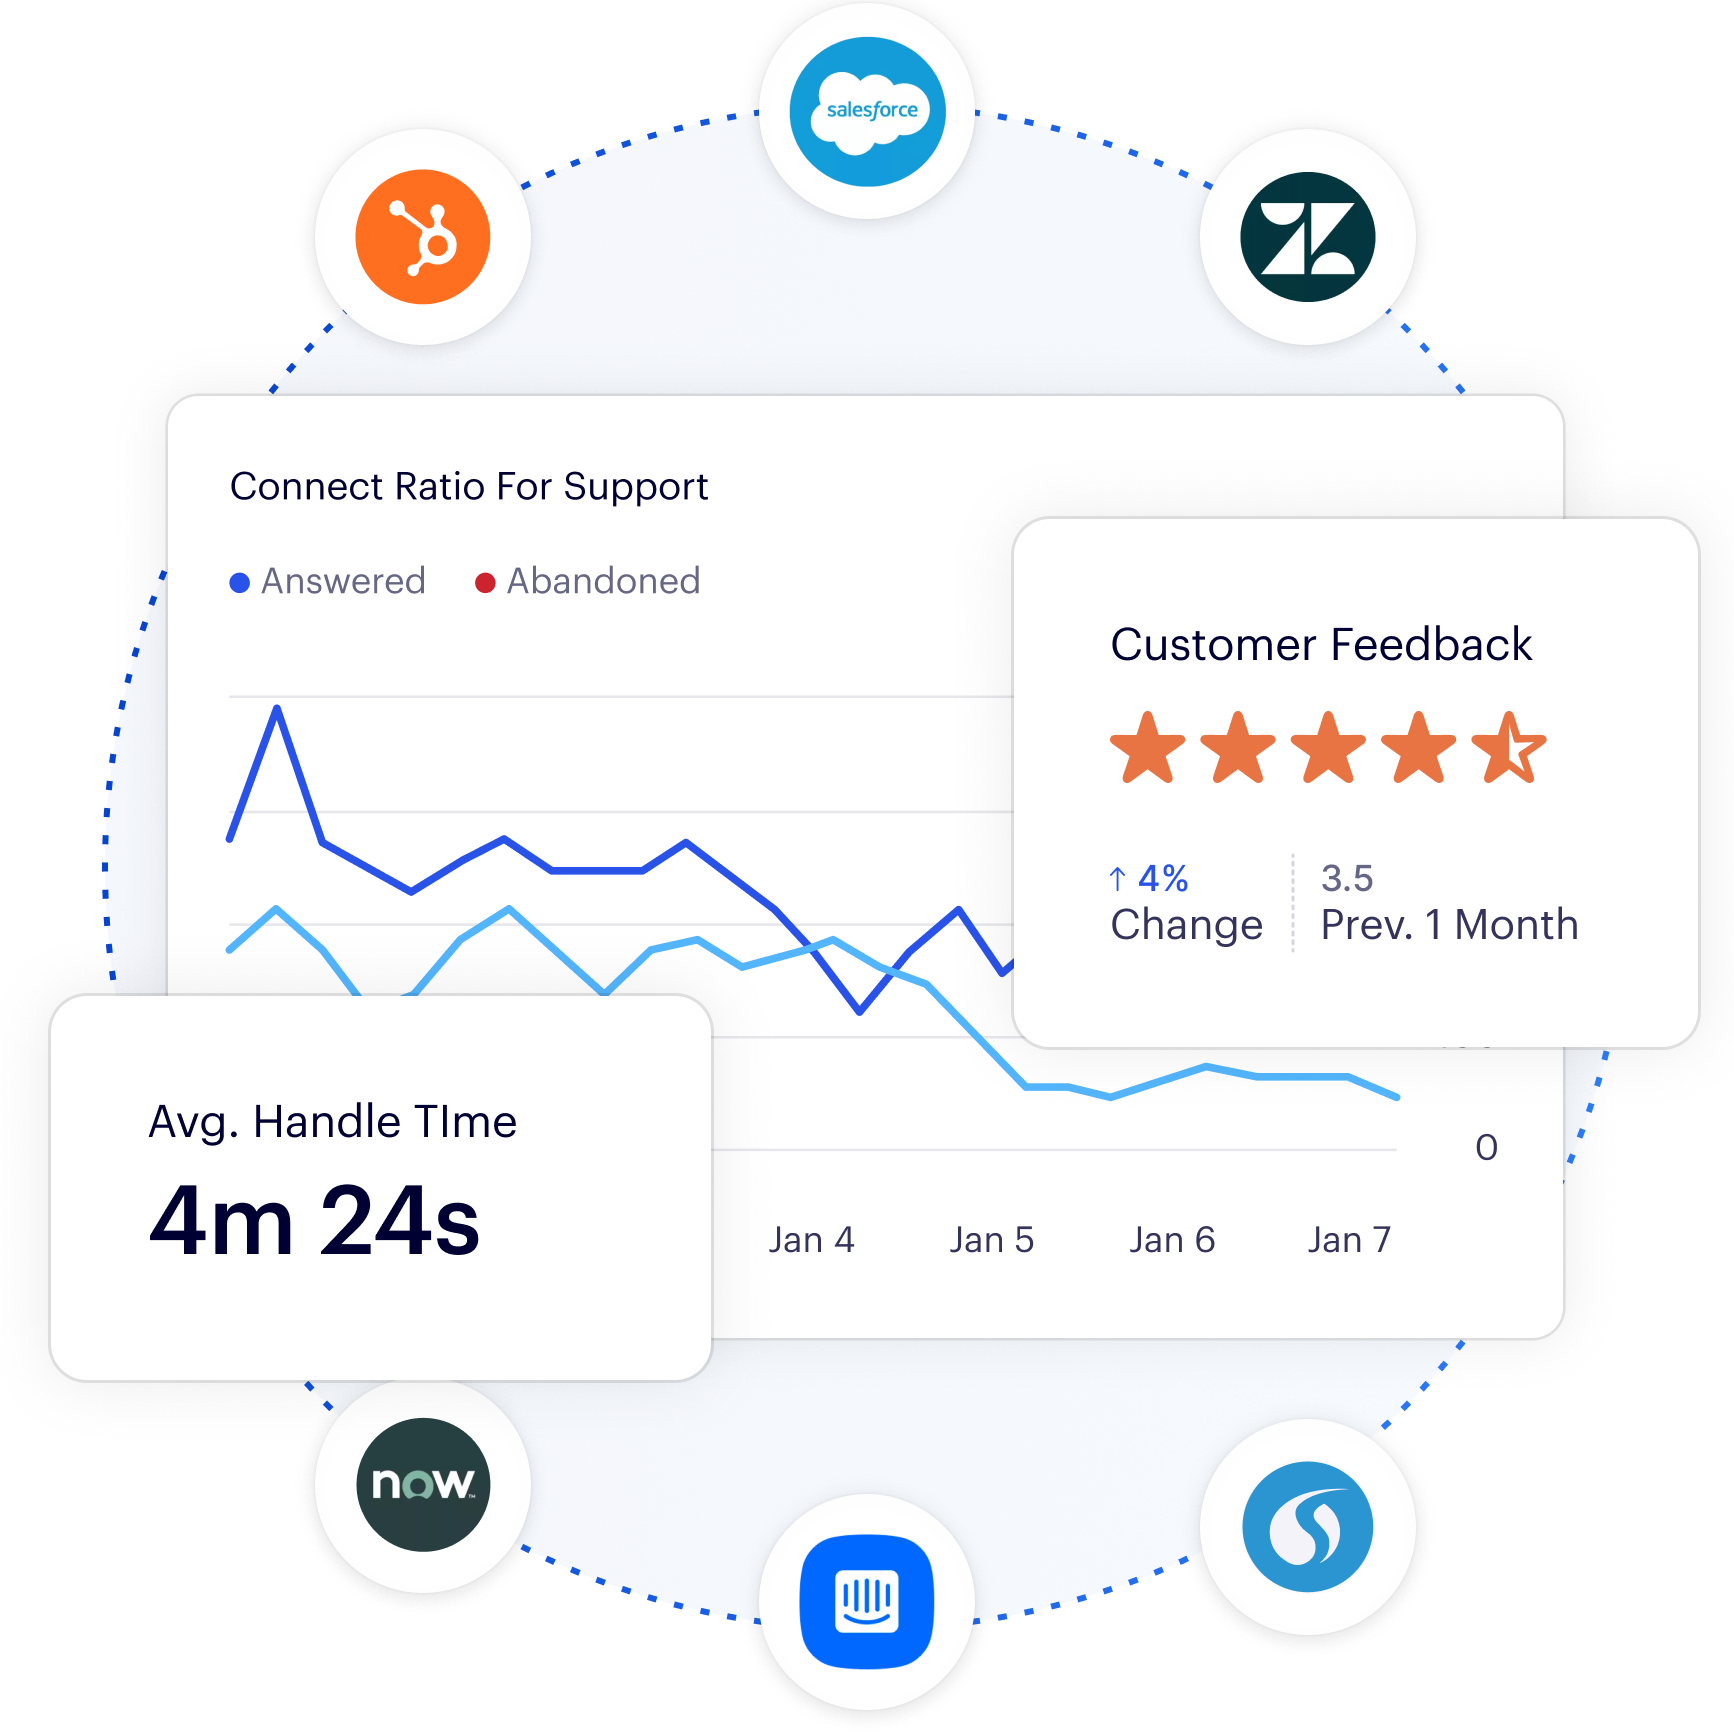 salesforce
Connect Ratio For Support
Answered
Abandoned
Customer Feedback
↑ 4%
Change
3.5
Prev. 1 Month
Avg. Handle TIme
4m 24s
0
Jan 4
Jan 5
Jan 6
Jan 7
now™